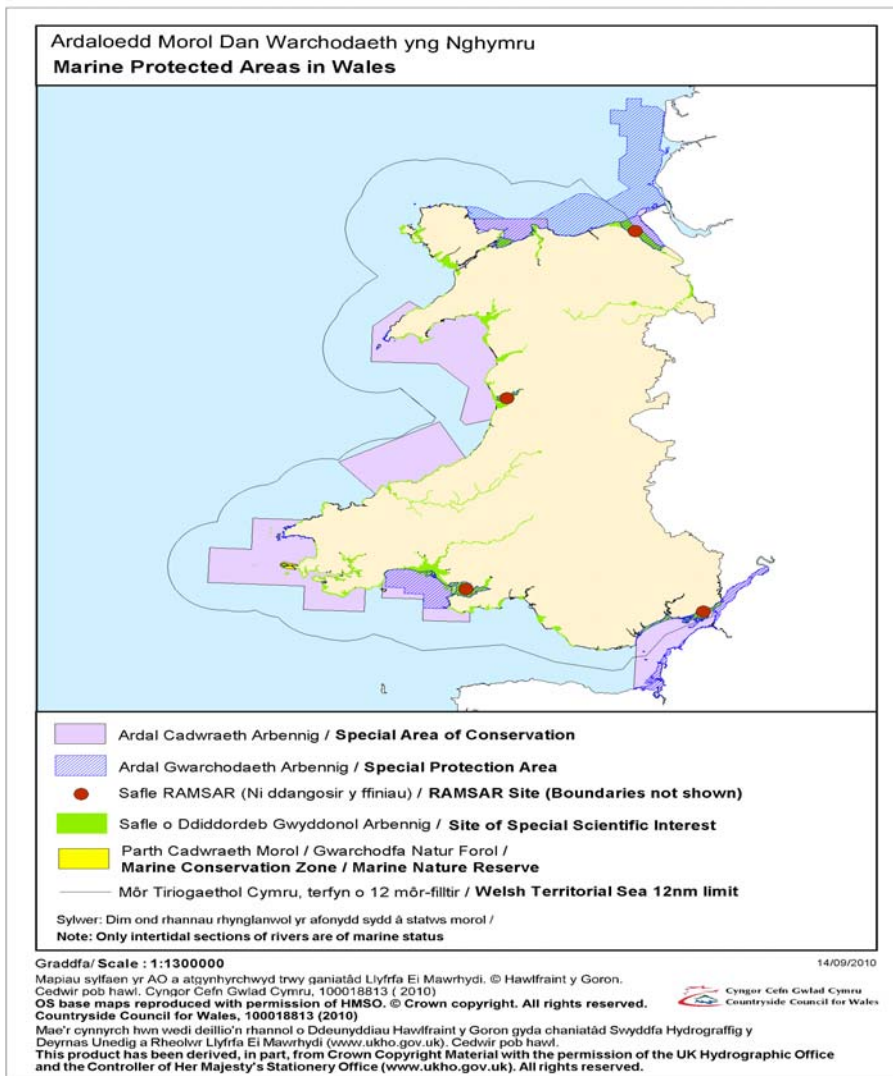 Ardaloedd Morol Dan Warchodaeth yng Nghymru
Marine Protected Areas in Wales
Ardal Cadwraeth Arbennig / Special Area of Conservation
Ardal Gwarchodaeth Arbennig / Special Protection Area
Safle RAMSAR (Ni ddangosir y ffiniau) / RAMSAR Site (Boundaries not shown)
Safle o Ddiddordeb Gwyddonol Arbennig / Site of Special Scientific Interest
Parth Cadwraeth Morol / Gwarchodfa Natur Forol /
Marine Conservation Zone / Marine Nature Reserve
Môr Tiriogaethol Cymru, terfyn o 12 môr-filltir / Welsh Territorial Sea 12nm limit
Sylwer: Dim ond rhannau rhynglanwol yr afonydd sydd â statws morol /
Note: Only intertidal sections of rivers are of marine status
Graddfa/ Scale : 1:1300000
14/09/2010
Mapiau sylfaen yr AO a atgynhyrchwyd trwy ganiatâd Llyfrfa Ei Mawrhydi. © Hawlfraint y Goron.
Cedwir pob hawl. Cyngor Cefn Gwlad Cymru, 100018813 ( 2010)
OS base maps reproduced with permission of HMSO. © Crown copyright. All rights reserved.
Countryside Council for Wales, 100018813 (2010)
Cyngor Cefn Gwlad Cymru
Countryside Council for Wales
Mae'r cynnyrch hwn wedi deillio'n rhannol o Ddeunyddiau Hawlfraint y Goron gyda chaniatâd Swyddfa Hydrograffig y
Deyrnas Unedig a Rheolwr Llyfrfa Ei Mawrhydi (www.ukho.gov.uk). Cedwir pob hawl.
This product has been derived, in part, from Crown Copyright Material with the permission of the UK Hydrographic Office
and the Controller of Her Majesty's Stationery Office (www.ukho.gov.uk). All rights reserved.